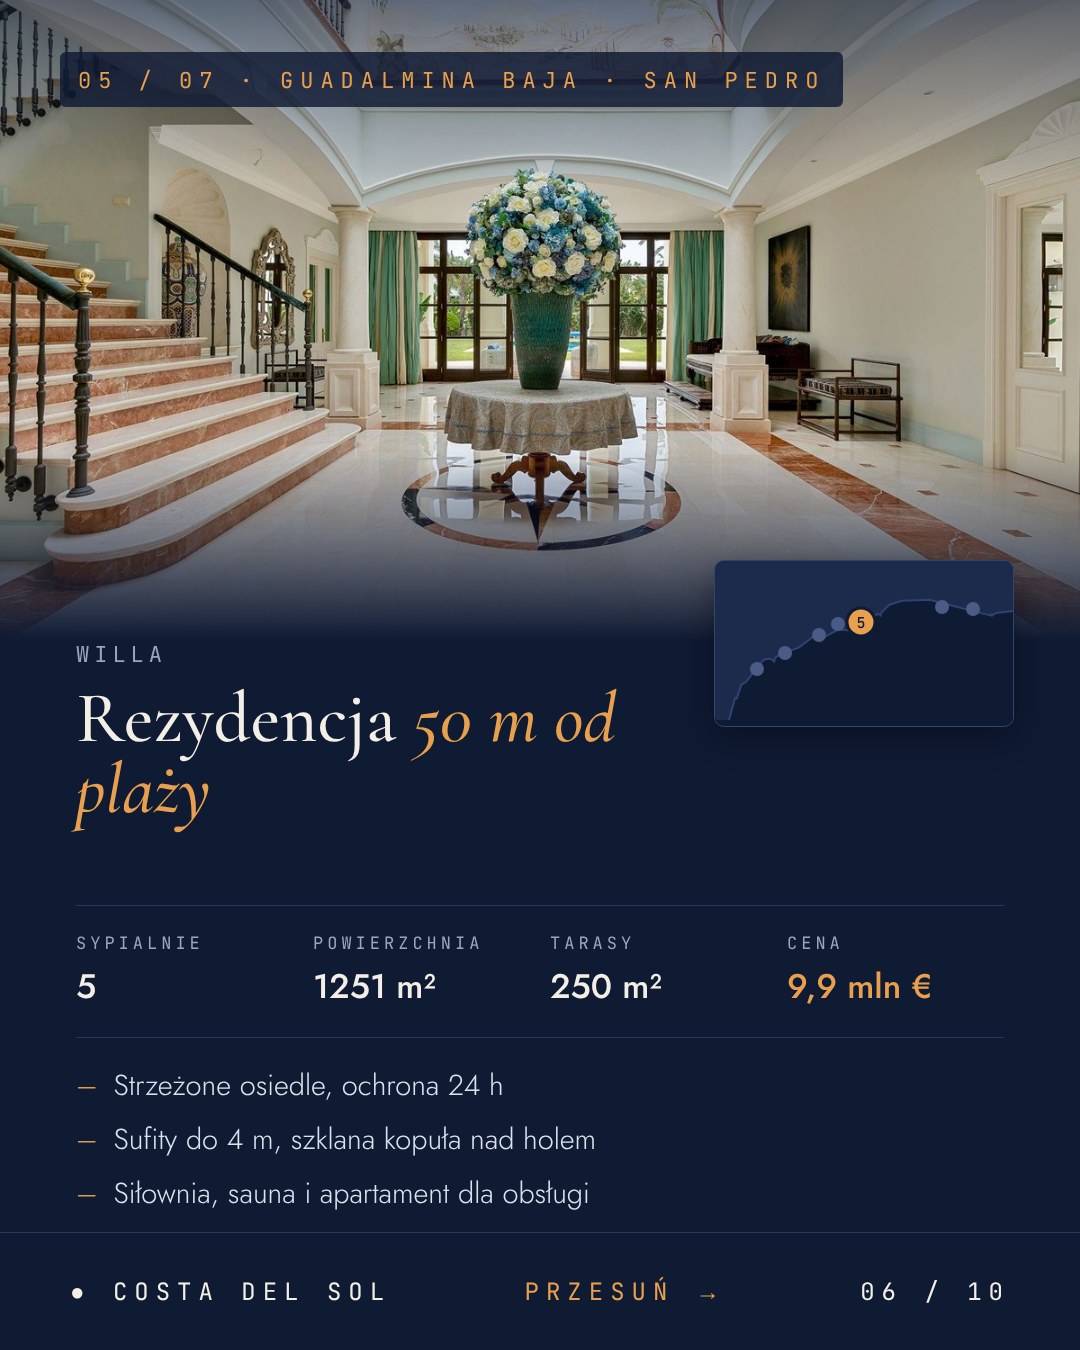 05 / 07 · GUADALMINA BAJA · SAN PEDRO
5
WILLA
Rezydencja 50 m od
plaży
SYPIALNIE POWIERZCHNIA TARASY CENA
5 1251 m² 250 m² 9,9 mln €
— Strzeżone osiedle, ochrona 24 h
— Sufity do 4 m, szklana kopuła nad holem
— Siłownia, sauna i apartament dla obsługi
• COSTA DEL SOL PRZESUŃ → 06 / 10